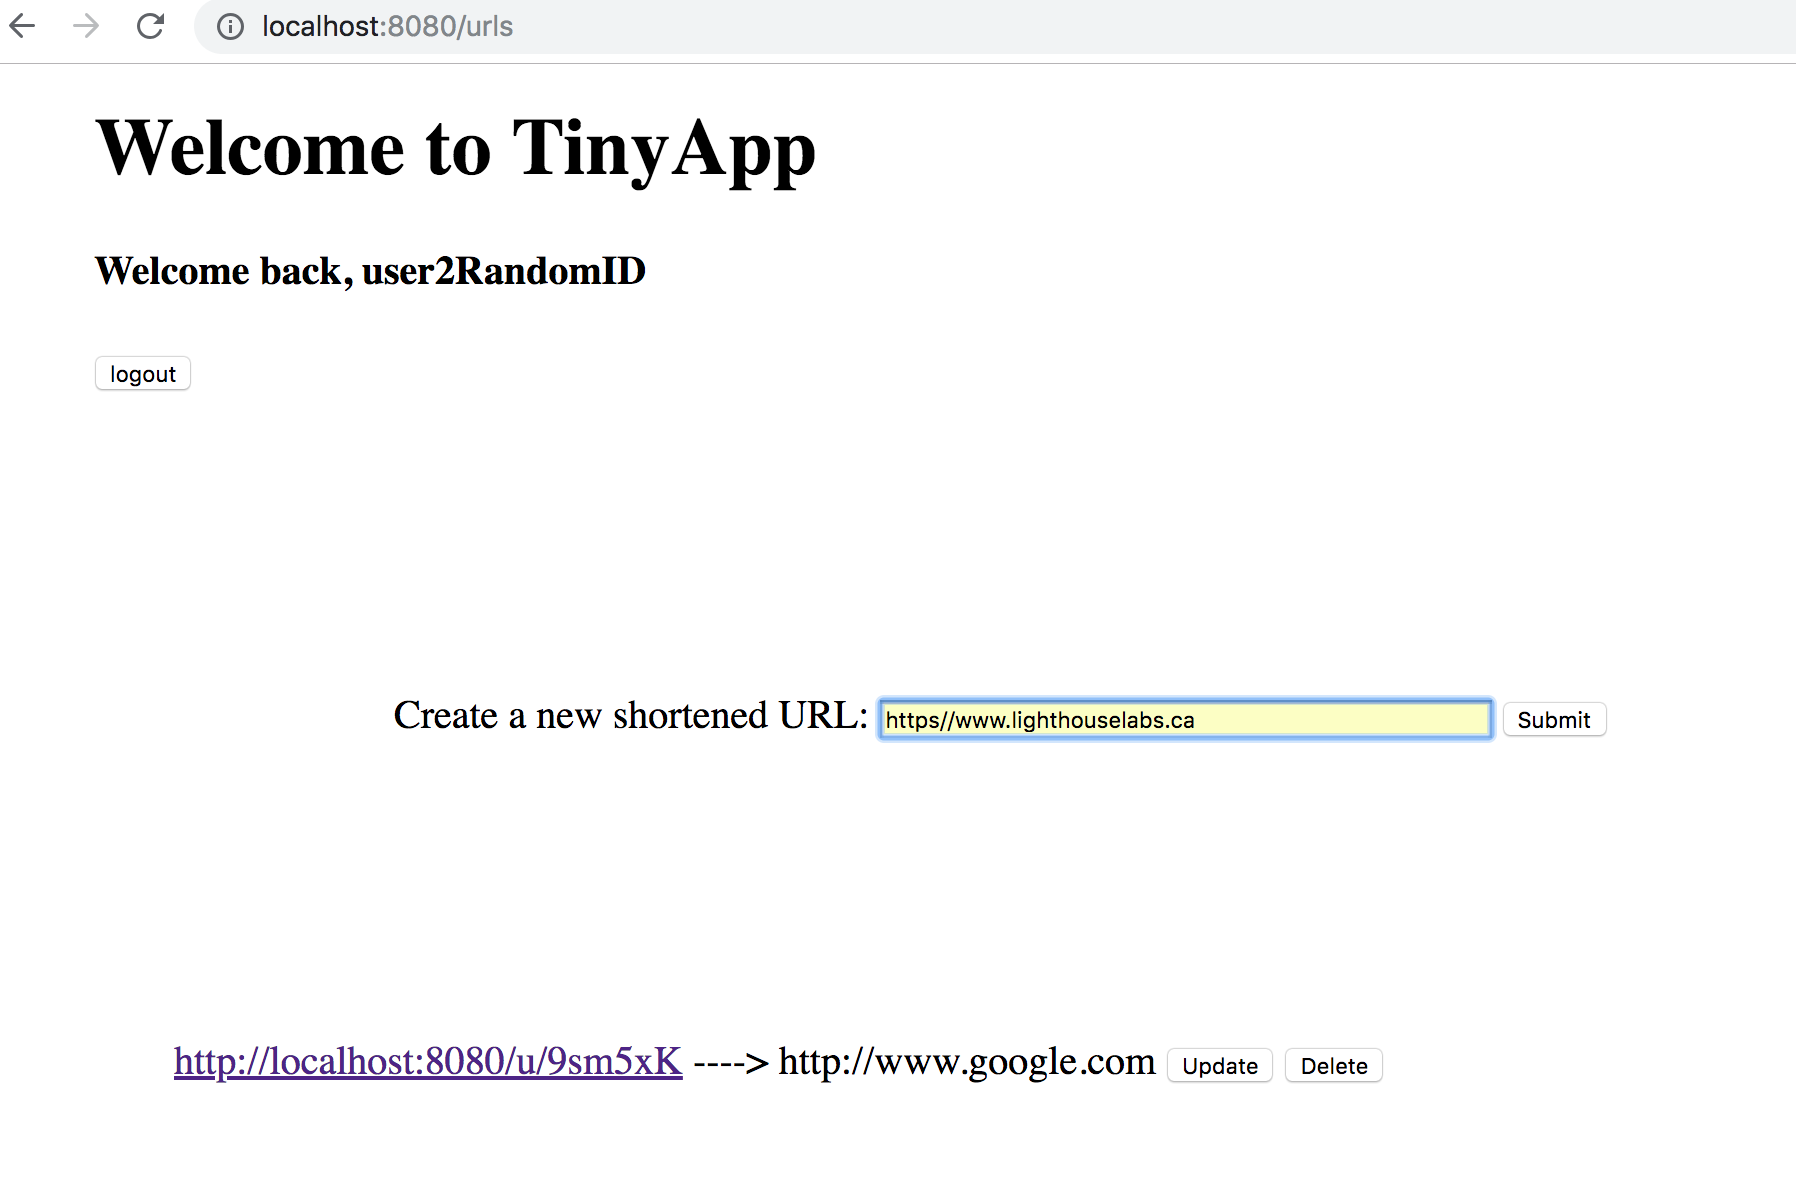 localhost:8080/urls
Welcome to TinyApp
Welcome back, user2RandomID
logout
Create a new shortened URL: https//www.lighthouselabs.ca Submit
http://localhost:8080/u/9sm5xK ----> http://www.google.com Update Delete